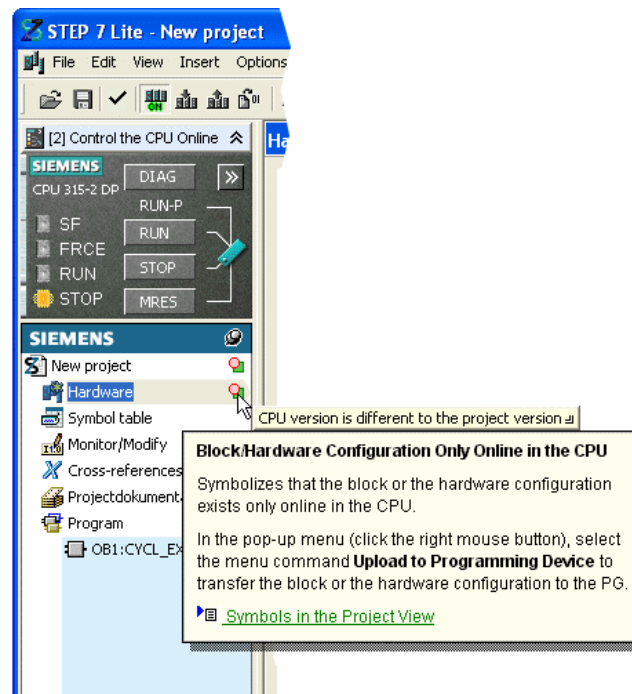 STEP 7 Lite - New project
File Edit View Insert Options
ON
[2] Control the CPU Online
Ha
SIEMENS
CPU 315-2 DP
DIAG
RUN-P
SF
RUN
FRCE
RUN
STOP
STOP
MRES
SIEMENS
New project
Hardware
CPU version is different to the project version
Symbol table
Monitor/Modify
Cross-references
Projectdokument
Program
OB1:CYCL_EX
Block/Hardware Configuration Only Online in the CPU
Symbolizes that the block or the hardware configuration
exists only online in the CPU.
In the pop-up menu (click the right mouse button), select
the menu command Upload to Programming Device to
transfer the block or the hardware configuration to the PG.
Symbols in the Project View